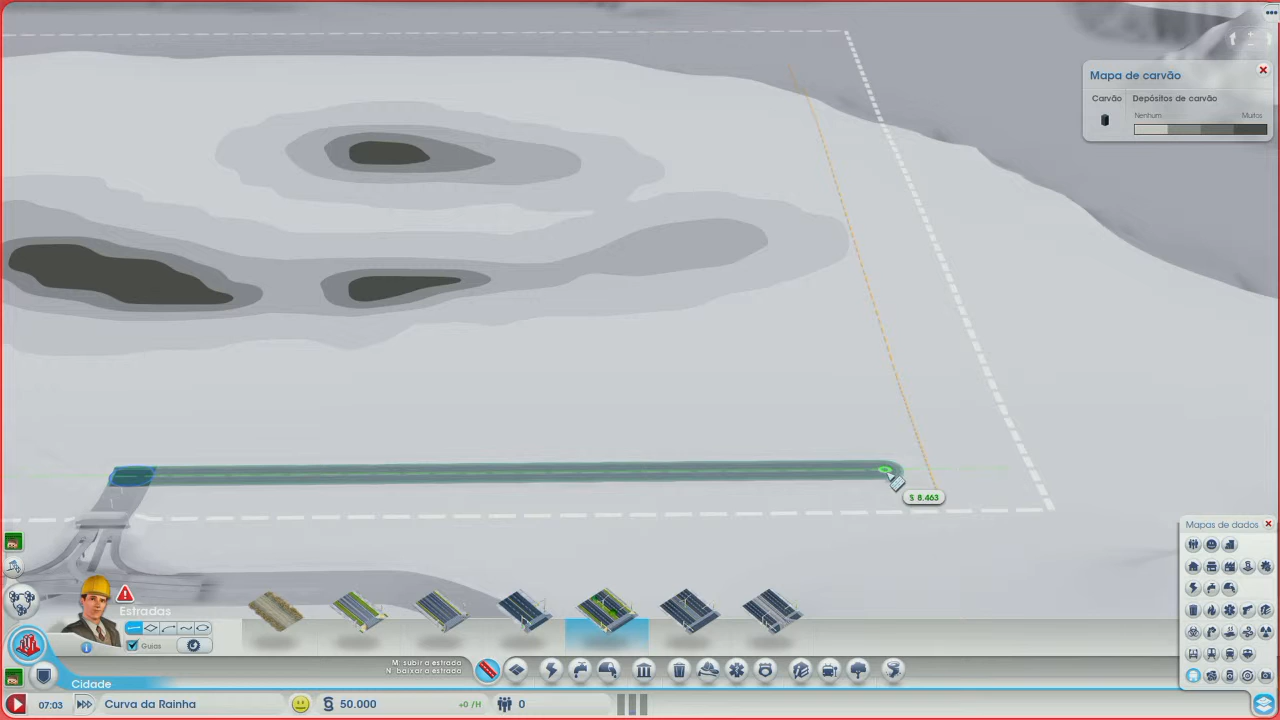 Mapa de carvão
Carvão
Depósitos de carvão
Nenhum
Muitos
$ 8.463
Mapas de dados
Estradas
Guias
M: subir a estrada
N: baixar a estrada
Cidade
07:03
Curva da Rainha
50.000
+0 /H
0